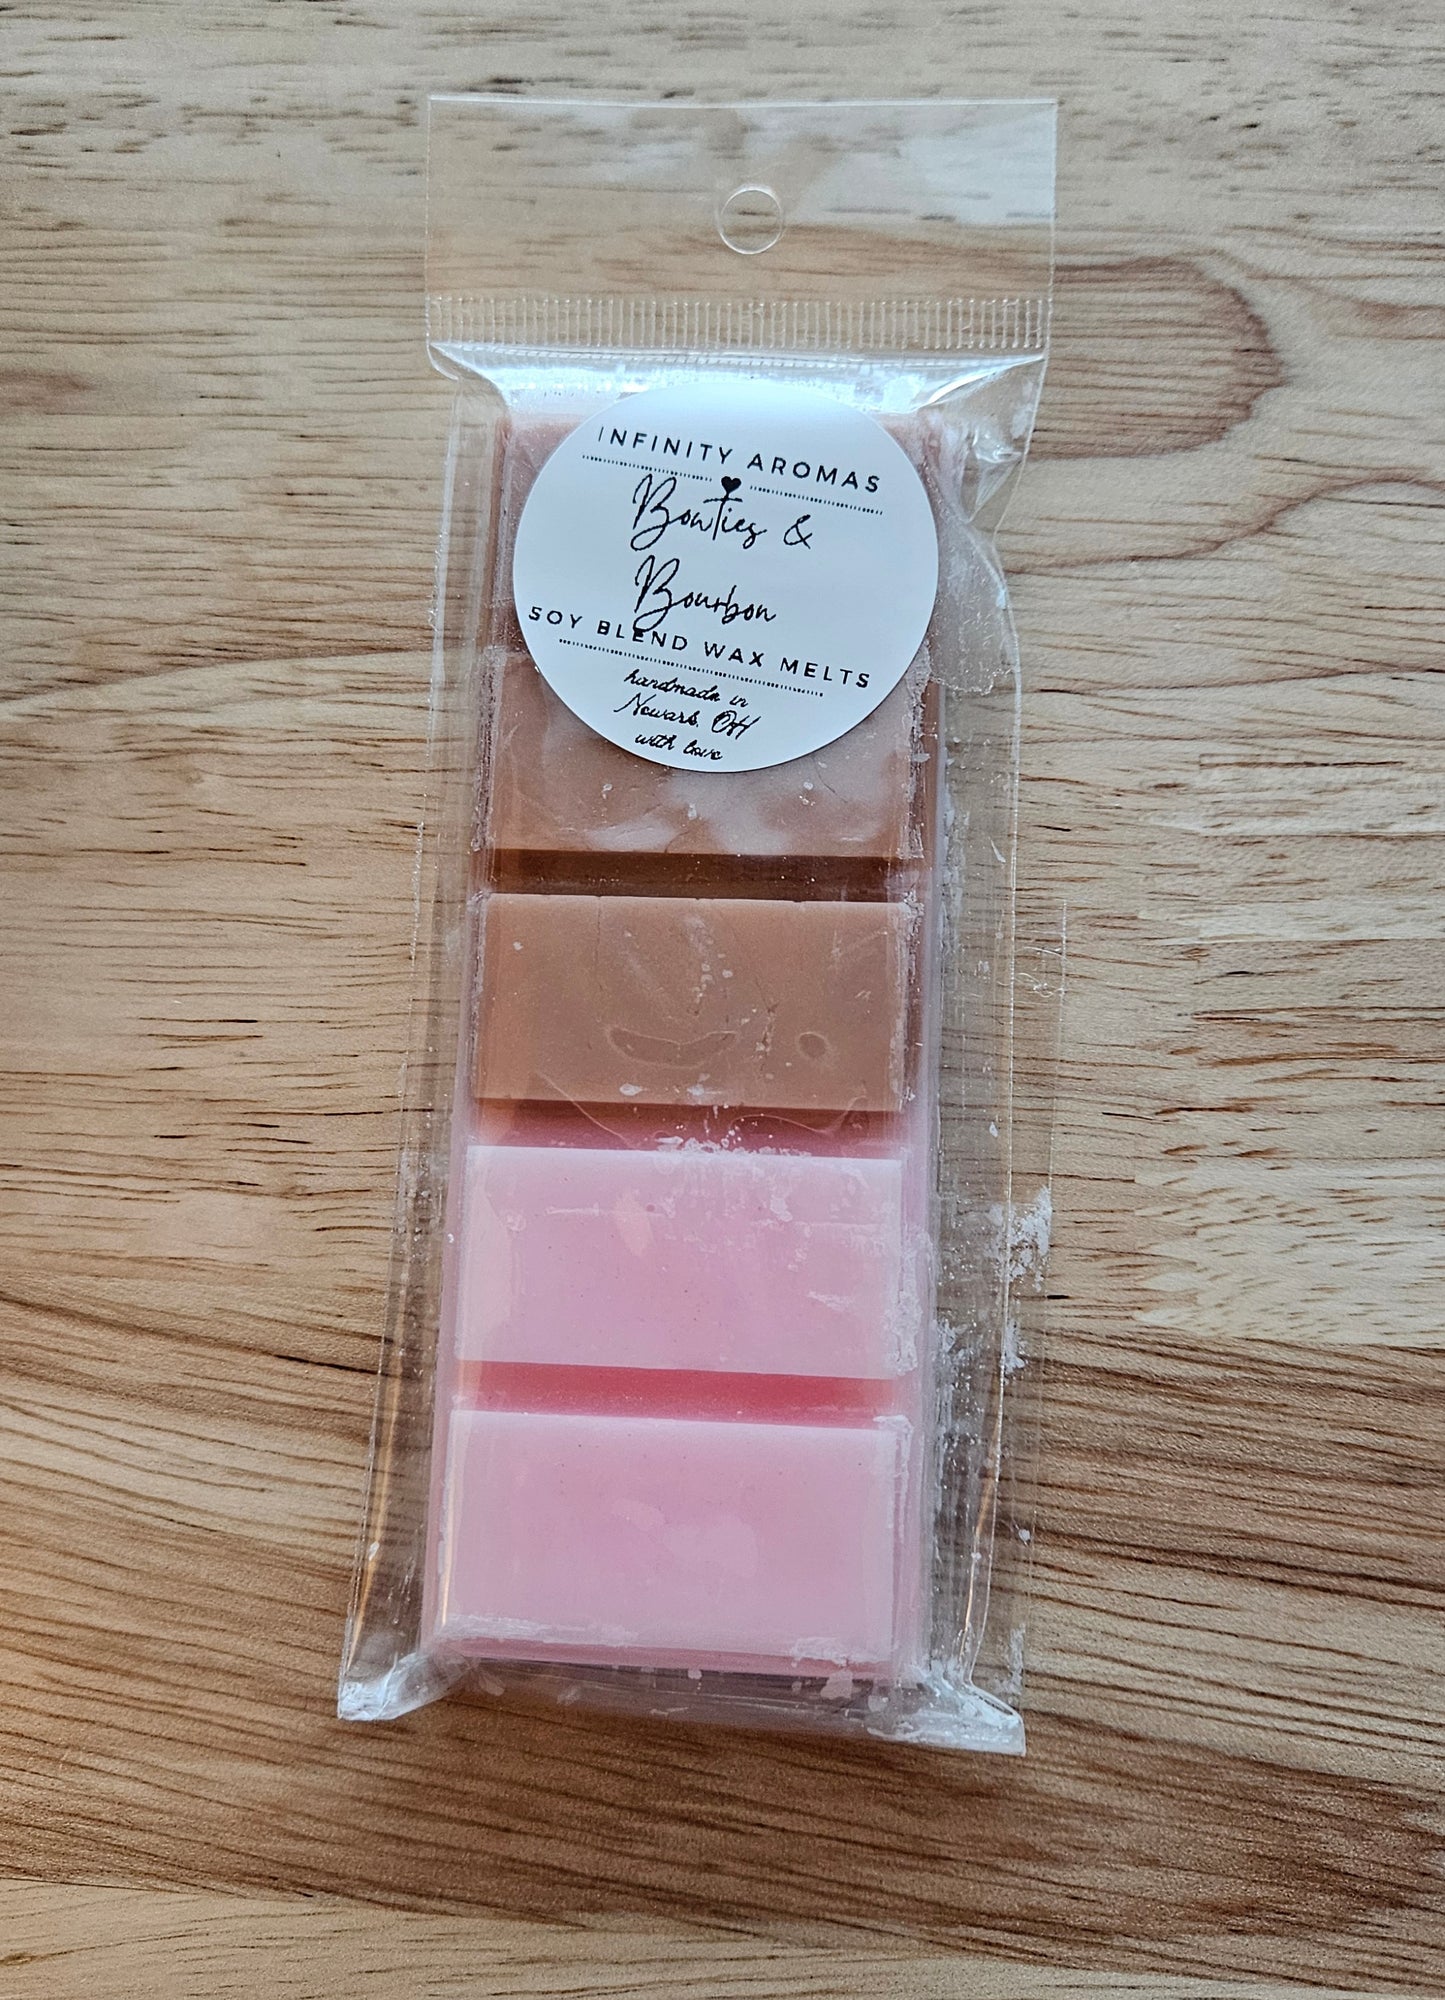 INFINITY AROMAS
Bowties &
Bourbon
SOY BLEND WAX MELTS
handmade in
Newark, OH
with love